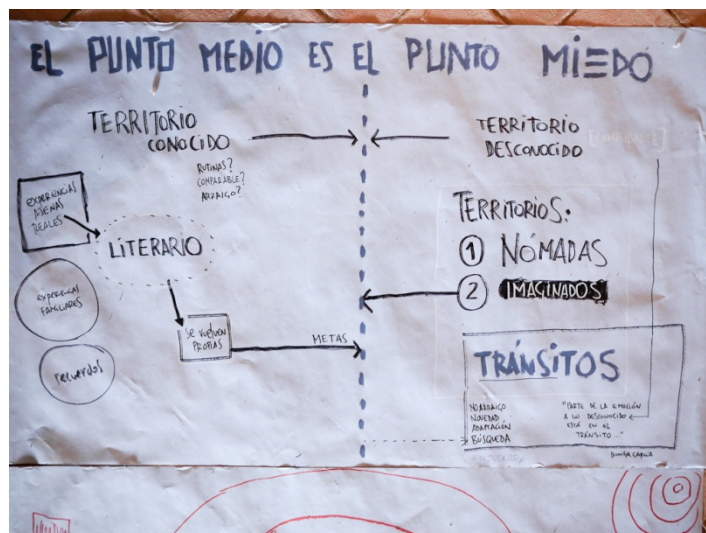 EL PUNTO MEDIO ES EL PUNTO MIEDO
TERRITORIO
CONOCIDO
RUTINAS?
COMPARABLE?
ARRAIGO?
EXPERIENCIAS
AJENAS
REALES
LITERARIO
EXPERIENCIAS
FAMILIARES
recuerdos
SE VUELVEN
PROPIAS
METAS
TERRITORIO
DESCONOCIDO
TERRITORIOS:
1 NÓMADAS
2 IMAGINADOS
TRÁNSITOS
NO ARRAIGO
NOVEDAD
ADAPTACIÓN
BÚSQUEDA
"PARTE DE LA EMOCIÓN
A LO DESCONOCIDO
ESTÁ EN EL
TRÁNSITO..."